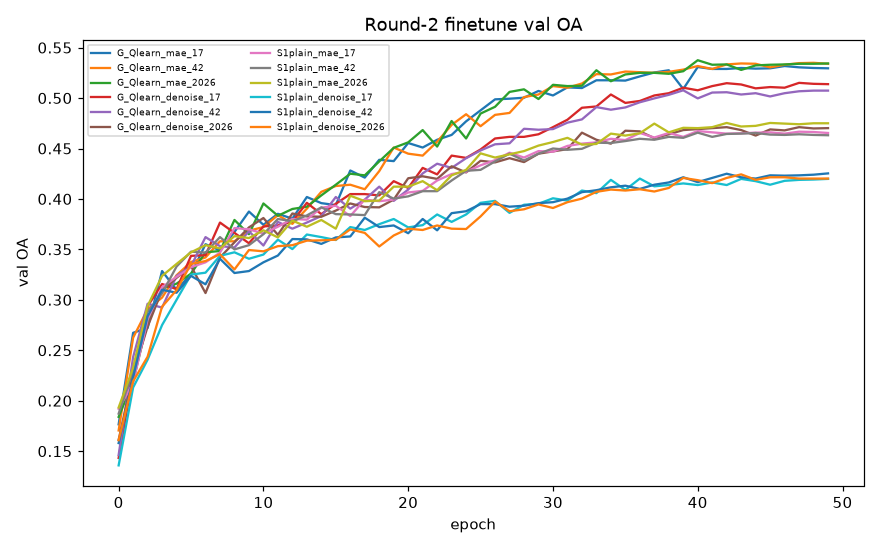 Round-2 finetune val OA
G_Qlearn_mae_17
G_Qlearn_mae_42
G_Qlearn_mae_2026
G_Qlearn_denoise_17
G_Qlearn_denoise_42
G_Qlearn_denoise_2026
S1plain_mae_17
S1plain_mae_42
S1plain_mae_2026
S1plain_denoise_17
S1plain_denoise_42
S1plain_denoise_2026
val OA
0.55
0.50
0.45
0.40
0.35
0.30
0.25
0.20
0.15
0 10 20 30 40 50
epoch